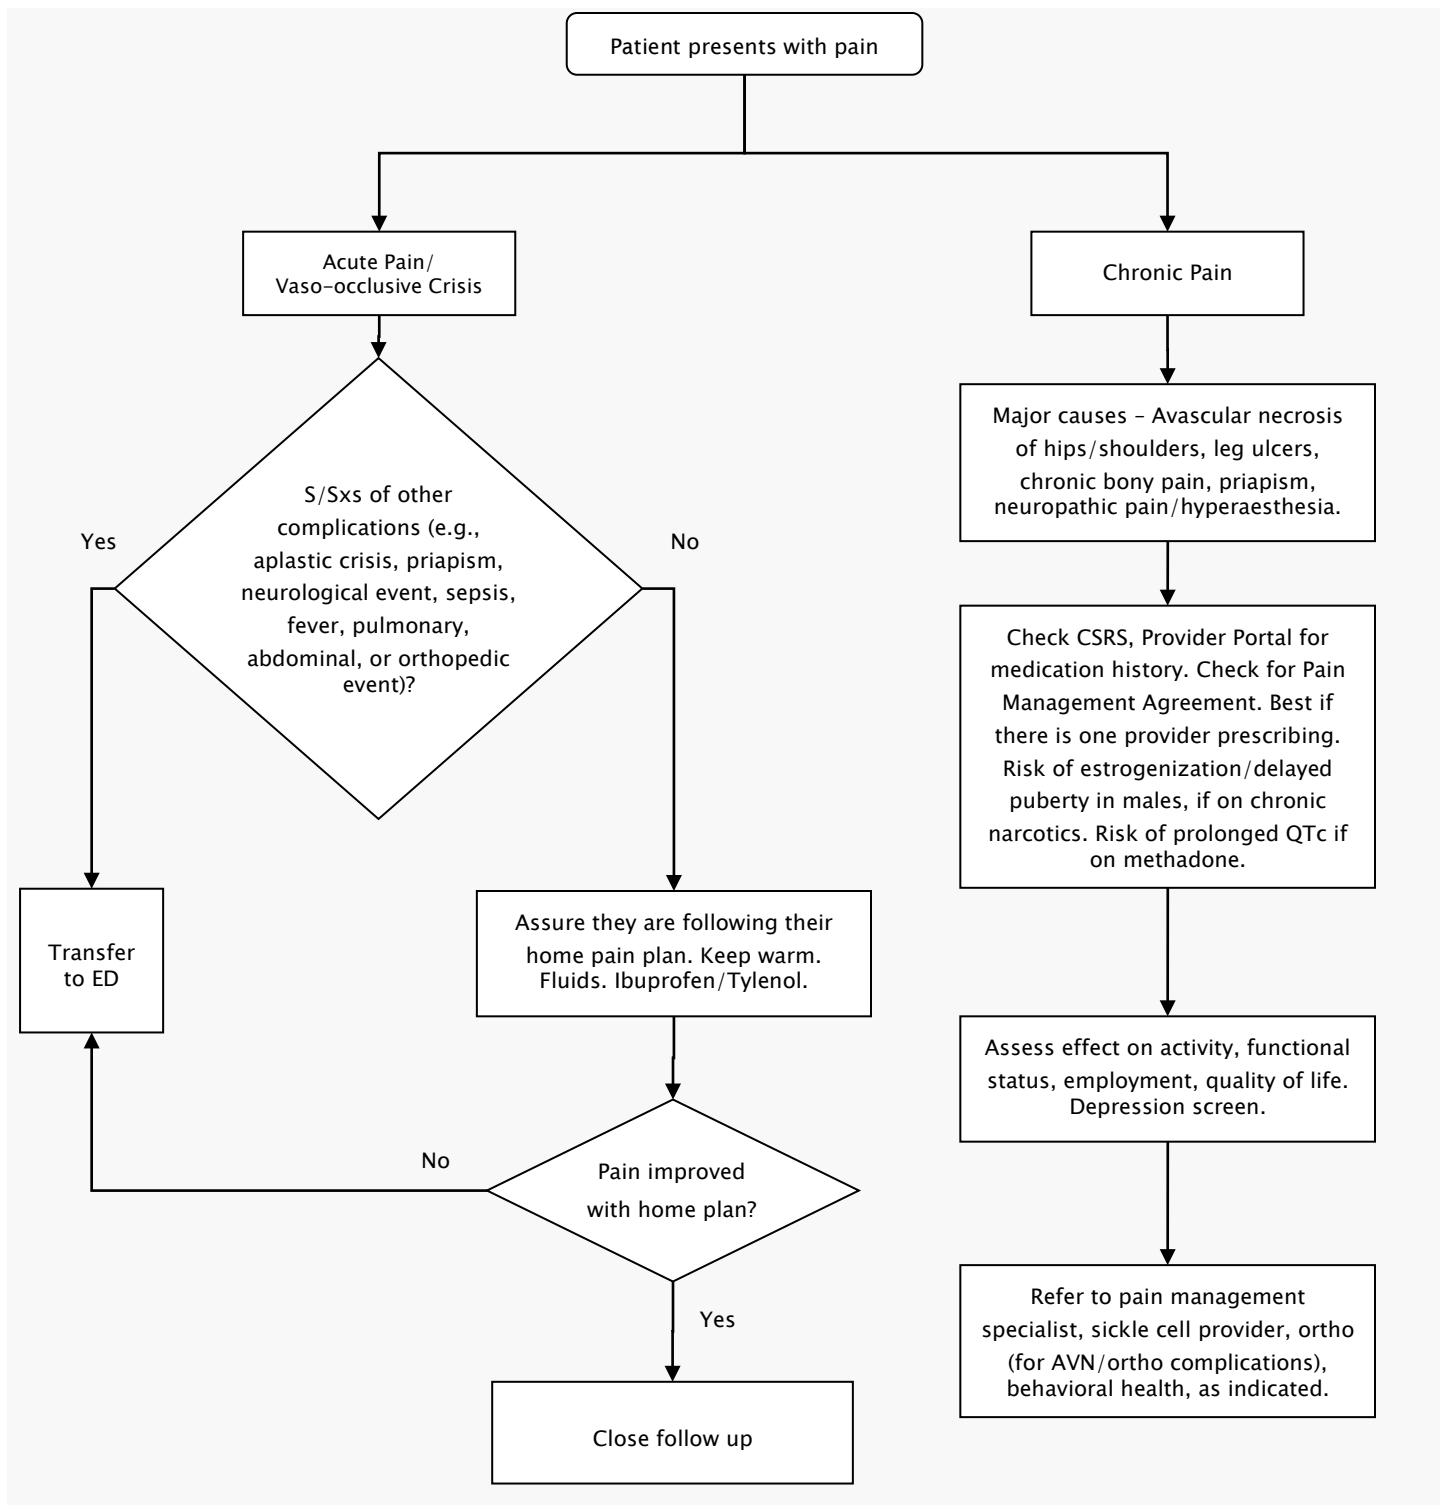 Patient presents with pain
Acute Pain/
Vaso-occlusive Crisis
S/Sxs of other
complications (e.g.,
aplastic crisis, priapism,
neurological event, sepsis,
fever, pulmonary,
abdominal, or orthopedic
event)?
Yes
No
Transfer
to ED
Assure they are following their
home pain plan. Keep warm.
Fluids. Ibuprofen/Tylenol.
Pain improved
with home plan?
No
Yes
Close follow up
Chronic Pain
Major causes – Avascular necrosis
of hips/shoulders, leg ulcers,
chronic bony pain, priapism,
neuropathic pain/hyperaesthesia.
Check CSRS, Provider Portal for
medication history. Check for Pain
Management Agreement. Best if
there is one provider prescribing.
Risk of estrogenization/delayed
puberty in males, if on chronic
narcotics. Risk of prolonged QTc if
on methadone.
Assess effect on activity, functional
status, employment, quality of life.
Depression screen.
Refer to pain management
specialist, sickle cell provider, ortho
(for AVN/ortho complications),
behavioral health, as indicated.